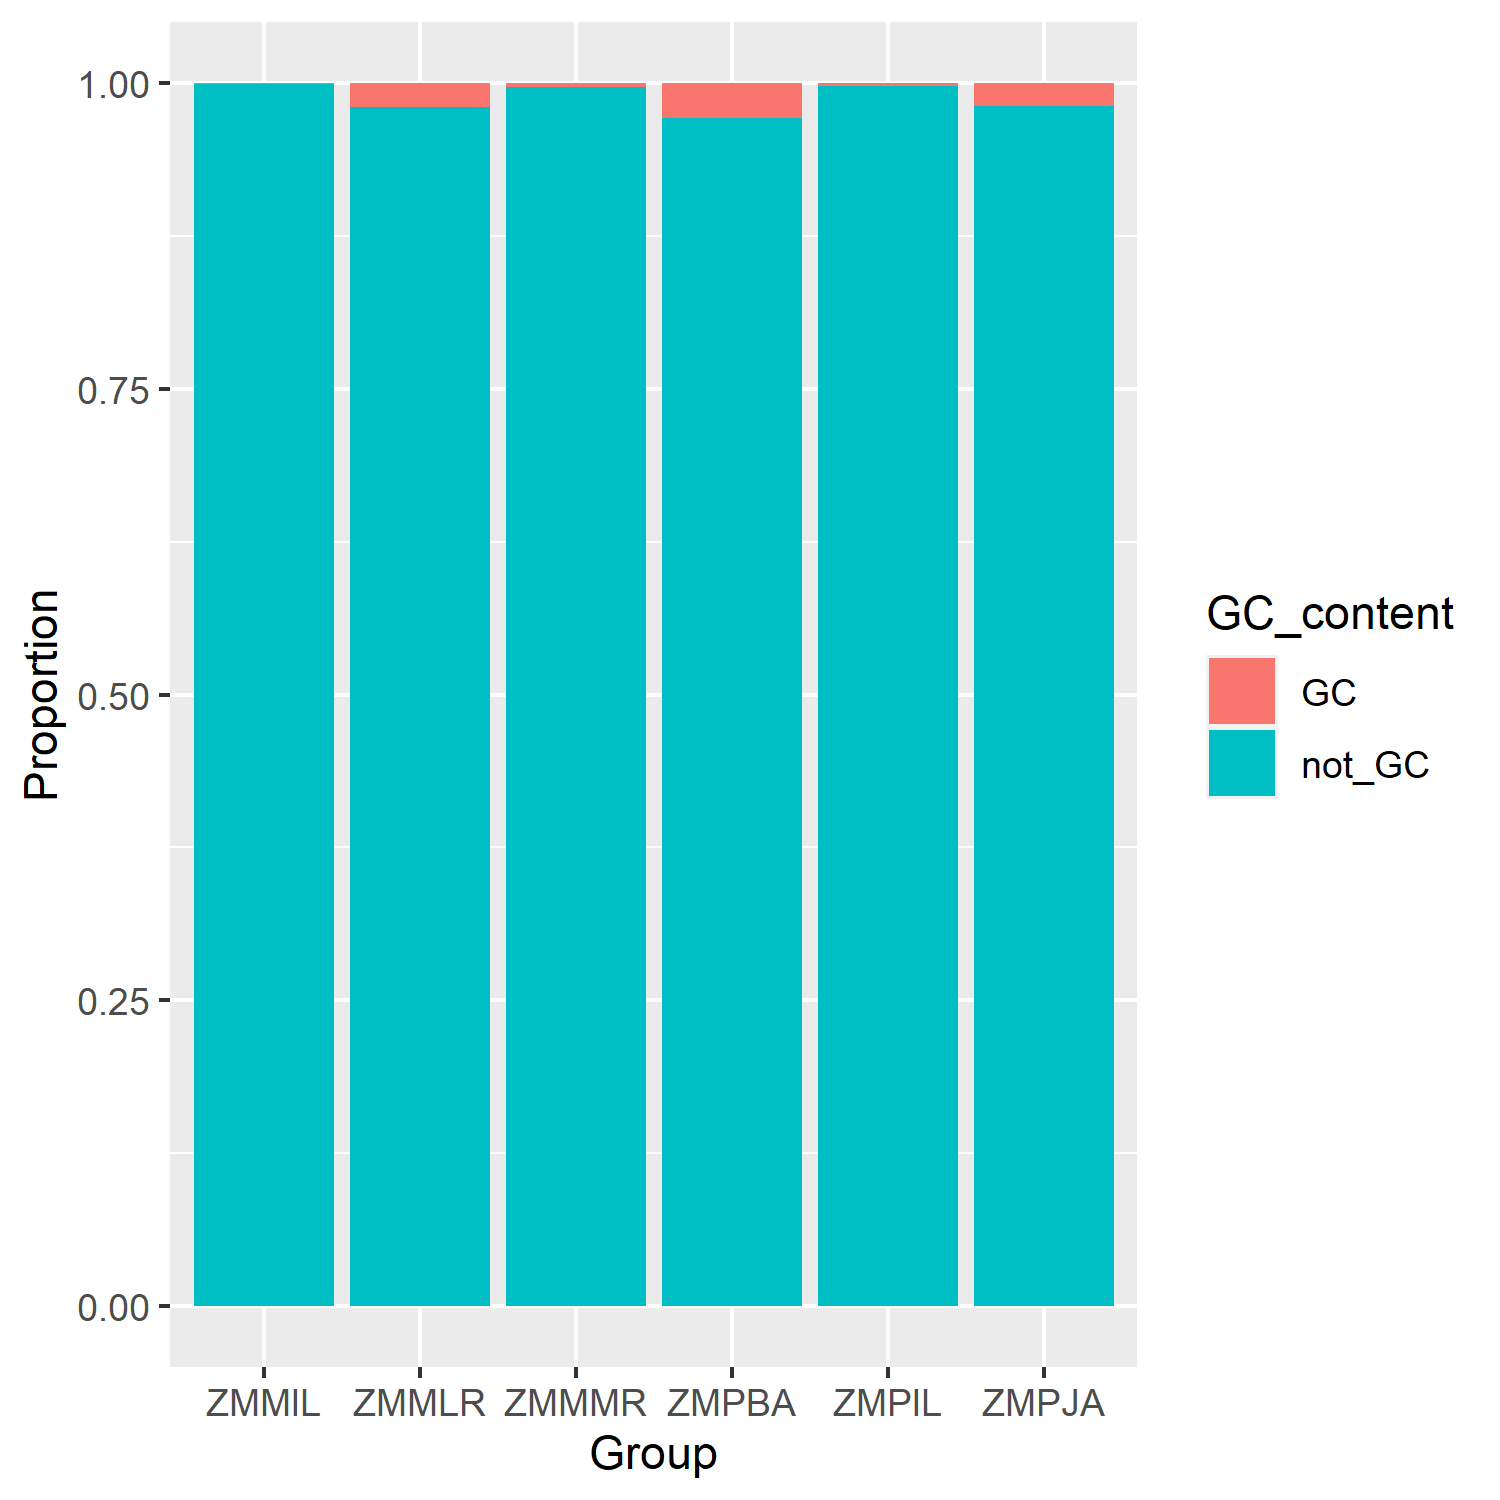 1.00
0.75
0.50
0.25
0.00
Proportion
ZMMIL ZMMLR ZMMMR ZMPBA ZMPIL ZMPJA
Group
GC_content
GC
not_GC